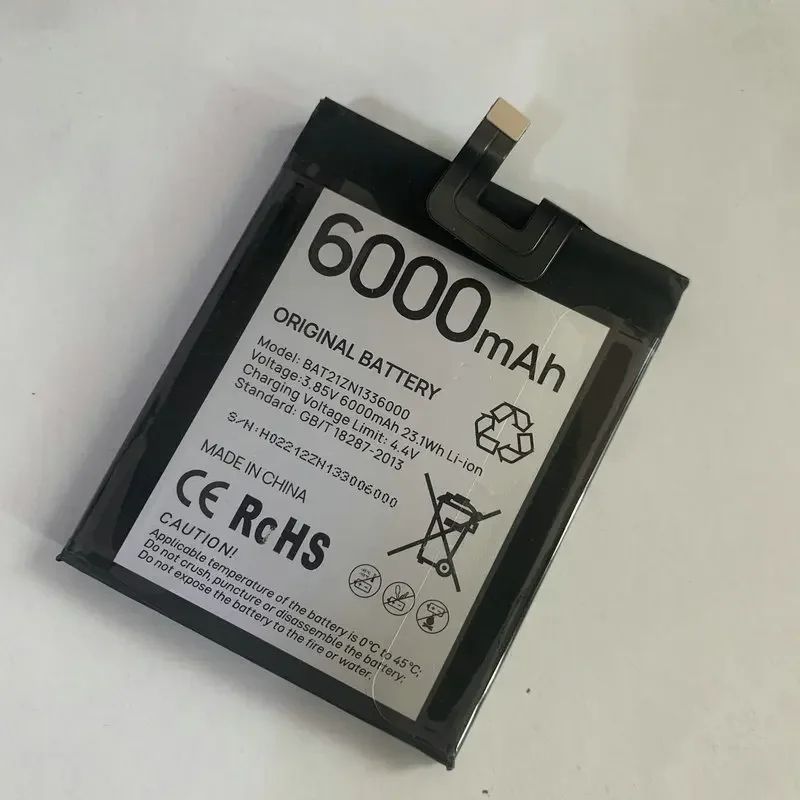 6000mAh
ORIGINAL BATTERY
Model: BAT21ZN1336000
Voltage:3.85V 6000mAh 23.1Wh Li-ion
Charging Voltage Limit: 4.4V
Standard: GB/T18287-2013
S/N:H02212ZH133006000
MADE IN CHINA
CE RoHS
CAUTION!
Applicable temperature of the battery is 0℃ to 45℃;
Do not crush, puncture or disassemble the battery;
Do not expose the battery to the fire or water.